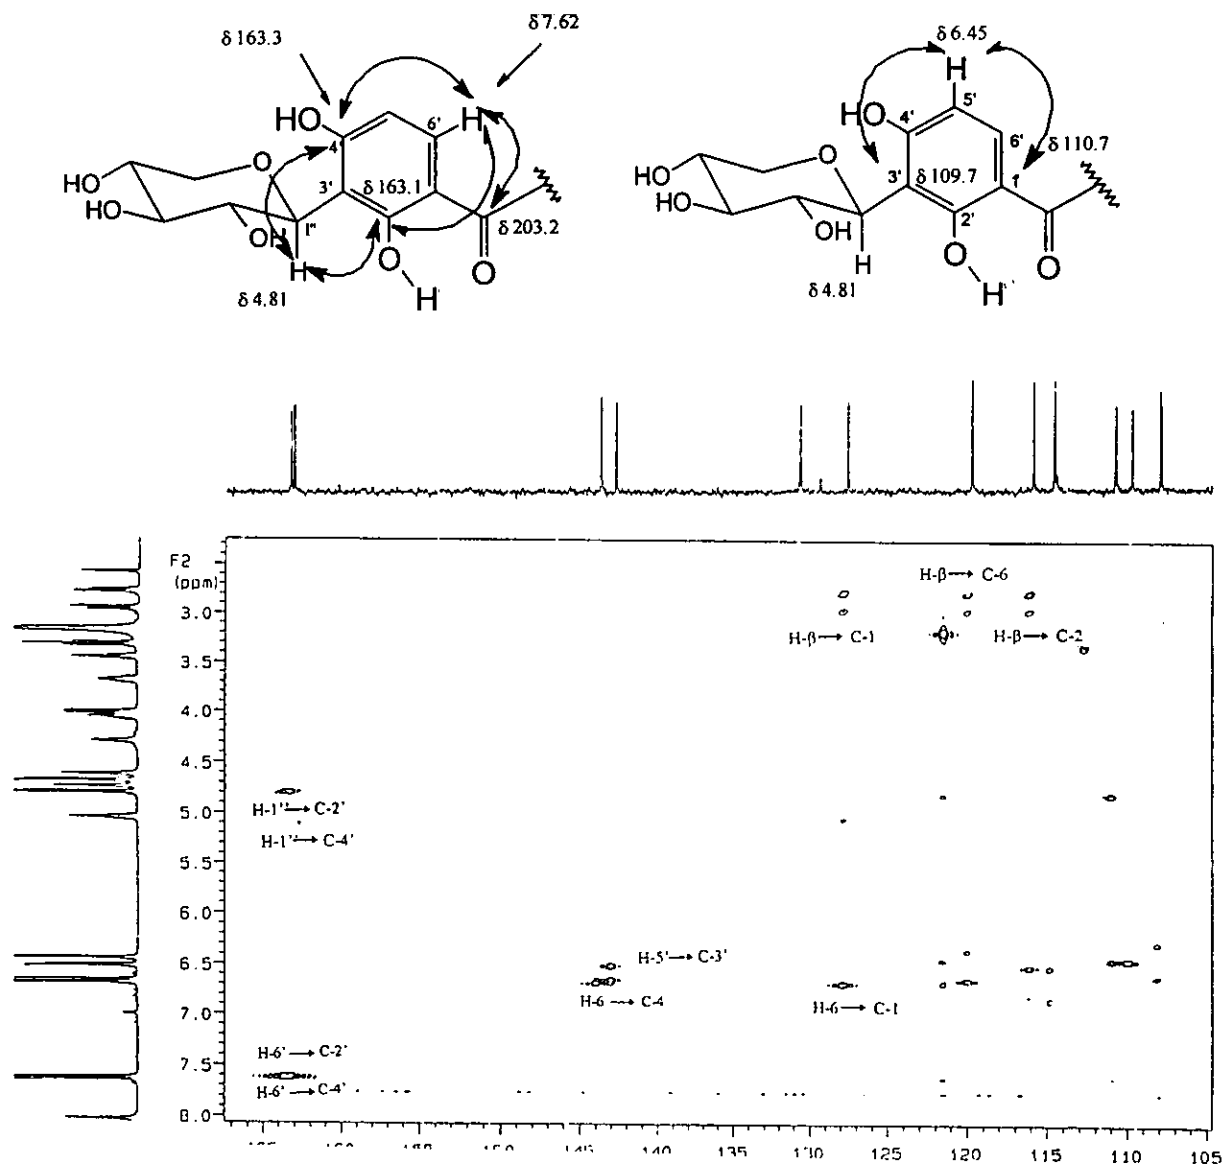 δ 163.3
δ 7.62
δ 6.45
HO
4'
6'
H
3'
δ 163.1
O
HO
HO
OH
1"
H
O
H
O
δ 203.2
δ 4.81
H
5'
HO
4'
6'
δ 110.7
O
3'
δ 109.7
1'
HO
HO
OH
1
2'
H
O
H
O
δ 4.81
F2
(ppm)
H-β → C-6
3.0
H-β → C-1
H-β → C-2
3.5
4.0
4.5
5.0
H-1" → C-2'
H-1" → C-4'
5.5
6.0
6.5
H-5' → C-3'
H-6 → C-4
H-6 → C-1
7.0
7.5
H-6' → C-2'
H-6' → C-4'
8.0
140
135
130
125
120
115
110
105